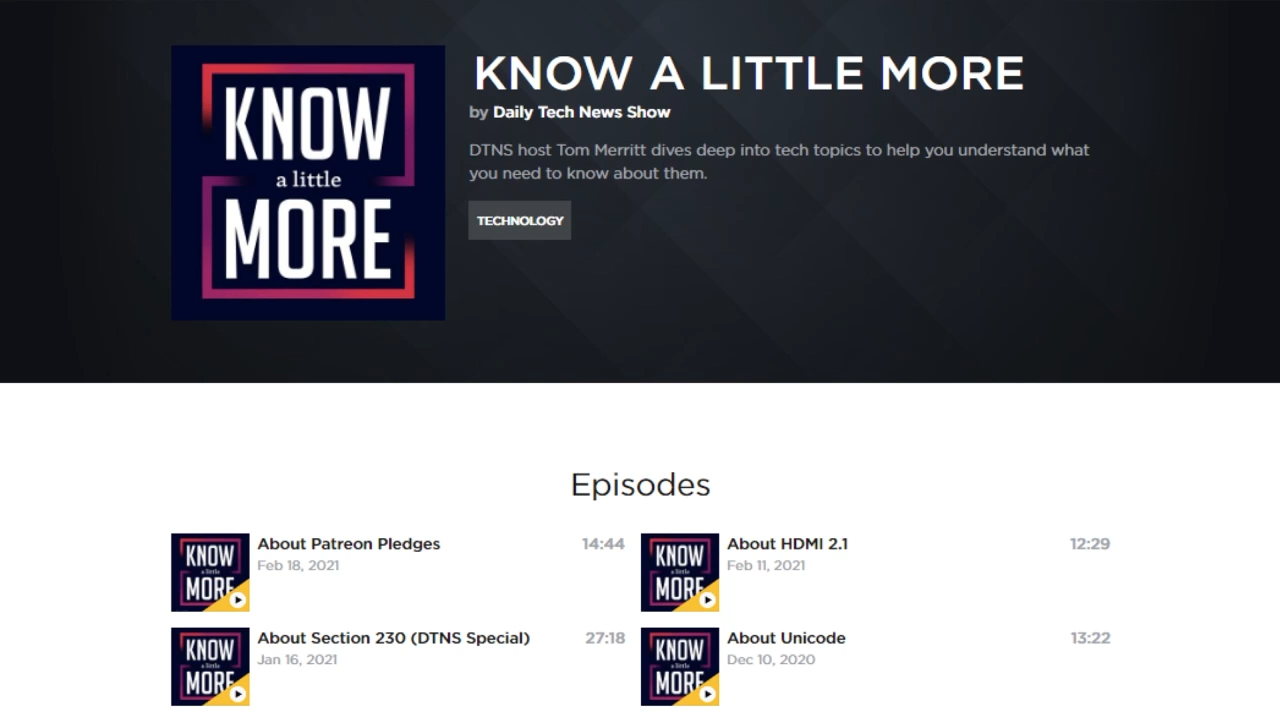 KNOW
a little
MORE
KNOW A LITTLE MORE
by Daily Tech News Show
DTNS host Tom Merritt dives deep into tech topics to help you understand what
you need to know about them.
TECHNOLOGY
Episodes
KNOW
a little
MORE
About Patreon Pledges
14:44
Feb 18, 2021
KNOW
a little
MORE
About HDMI 2.1
12:29
Feb 11, 2021
KNOW
a little
MORE
About Section 230 (DTNS Special)
27:18
Jan 16, 2021
KNOW
a little
MORE
About Unicode
13:22
Dec 10, 2020